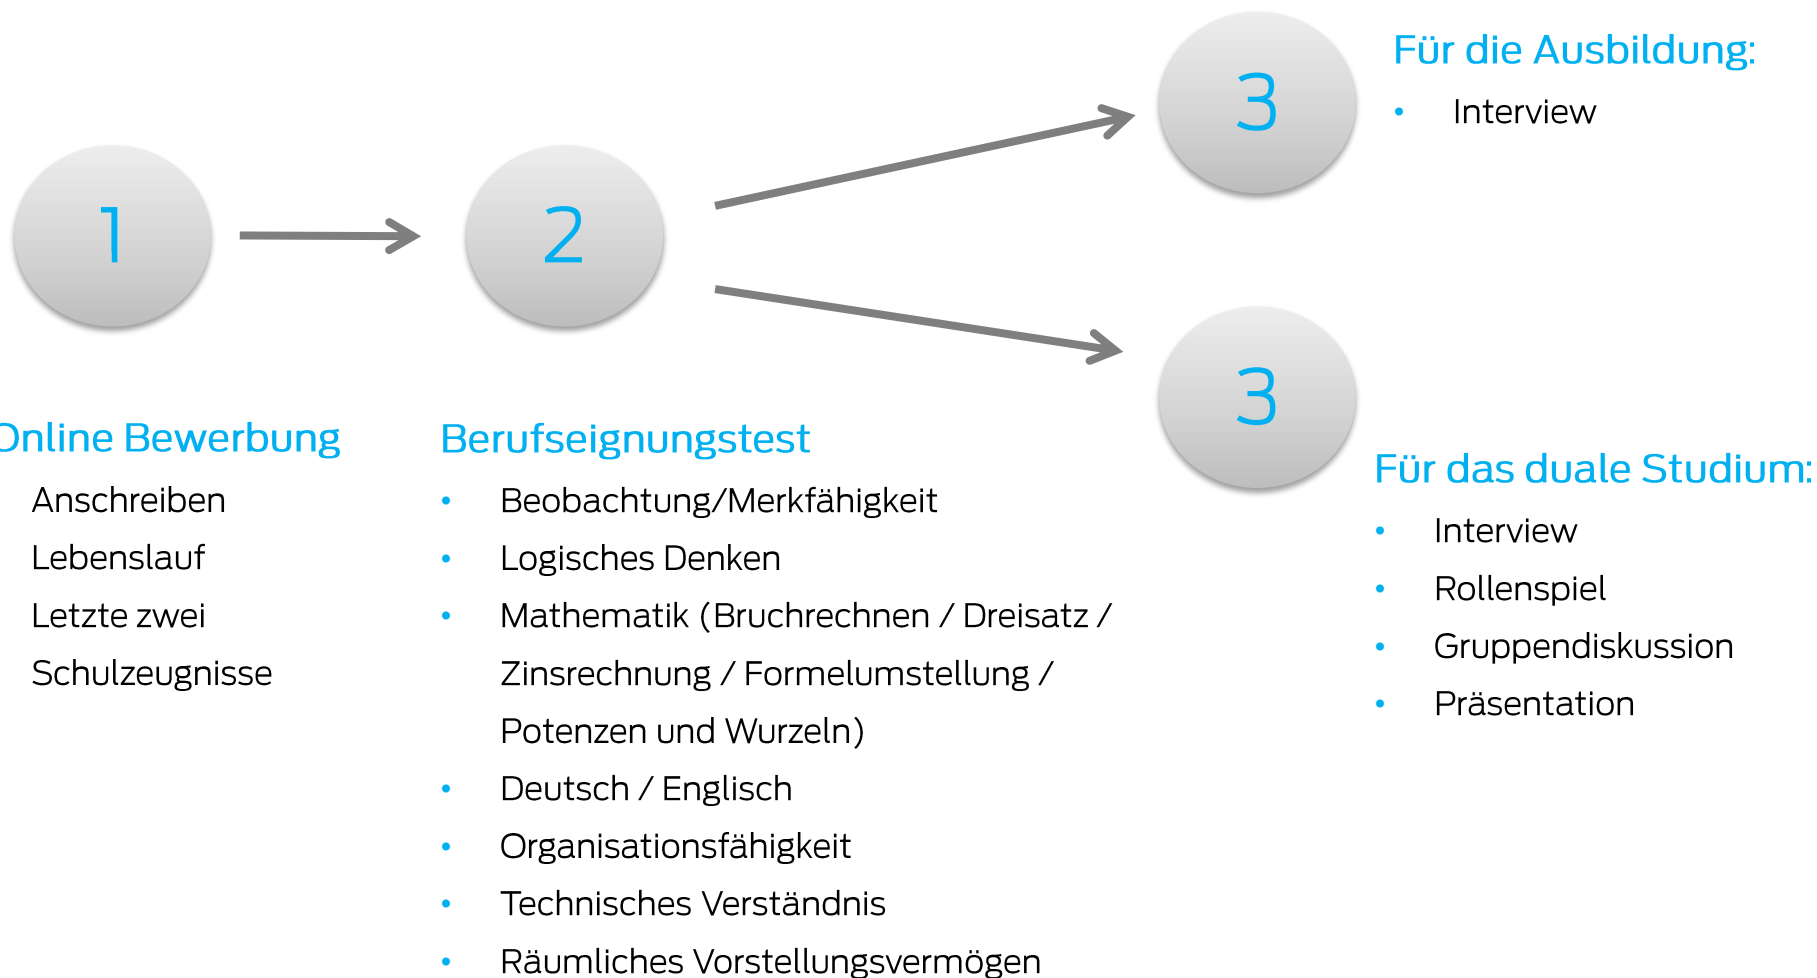 1
Online Bewerbung
Anschreiben
Lebenslauf
Letzte zwei
Schulzeugnisse
2
Berufseignungstest
• Beobachtung/Merkfähigkeit
• Logisches Denken
• Mathematik (Bruchrechnen / Dreisatz /
Zinsrechnung / Formelumstellung /
Potenzen und Wurzeln)
• Deutsch / Englisch
• Organisationsfähigkeit
• Technisches Verständnis
• Räumliches Vorstellungsvermögen
3
Für die Ausbildung:
• Interview
3
Für das duale Studium:
• Interview
• Rollenspiel
• Gruppendiskussion
• Präsentation